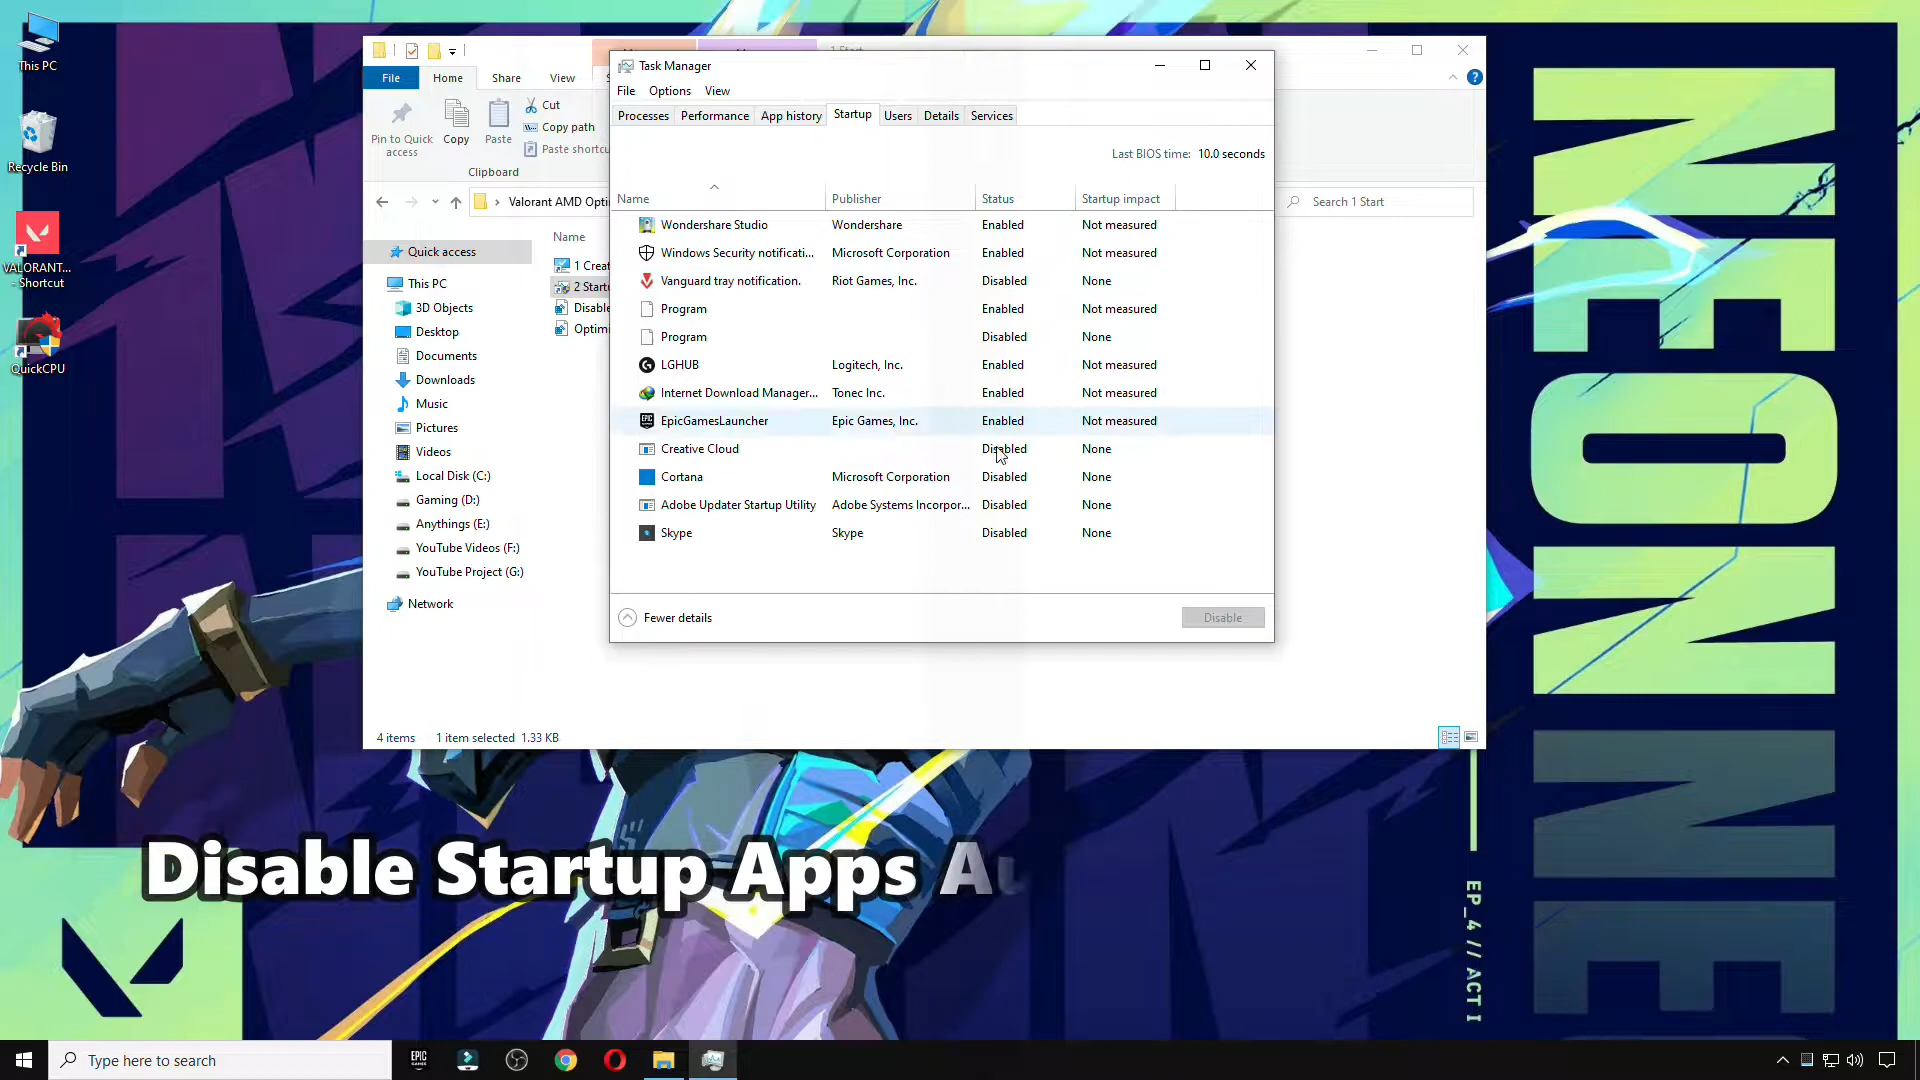 This PC
Recycle Bin
VALORANT...
- Shortcut
QuickCPU
File
Home
Share
View
Pin to Quick
access
Copy
Paste
Cut
Copy path
Paste shortcu
Clipboard
Valorant AMD Opti
Search 1 Start
Quick access
This PC
3D Objects
Desktop
Documents
Downloads
Music
Pictures
Videos
Local Disk (C:)
Gaming (D:)
Anythings (E:)
YouTube Videos (F:)
YouTube Project (G:)
Network
Name
1 Creat
2 Startu
Disable
Optimi
4 items
1 item selected 1.33 KB
1 Start
Task Manager
File Options View
Processes Performance App history Startup Users Details Services
Last BIOS time: 10.0 seconds
Name Publisher Status Startup impact
Wondershare Studio Wondershare Enabled Not measured
Windows Security notificati... Microsoft Corporation Enabled Not measured
Vanguard tray notification. Riot Games, Inc. Disabled None
Program Enabled Not measured
Program Disabled None
LGHUB Logitech, Inc. Enabled Not measured
Internet Download Manager... Tonec Inc. Enabled Not measured
EpicGamesLauncher Epic Games, Inc. Enabled Not measured
Creative Cloud Disabled None
Cortana Microsoft Corporation Disabled None
Adobe Updater Startup Utility Adobe Systems Incorpor... Disabled None
Skype Skype Disabled None
Fewer details
Disable
NEON
EP_4 // ACT I
Disable Startup Apps Au
Type here to search
EPIC
GAMES